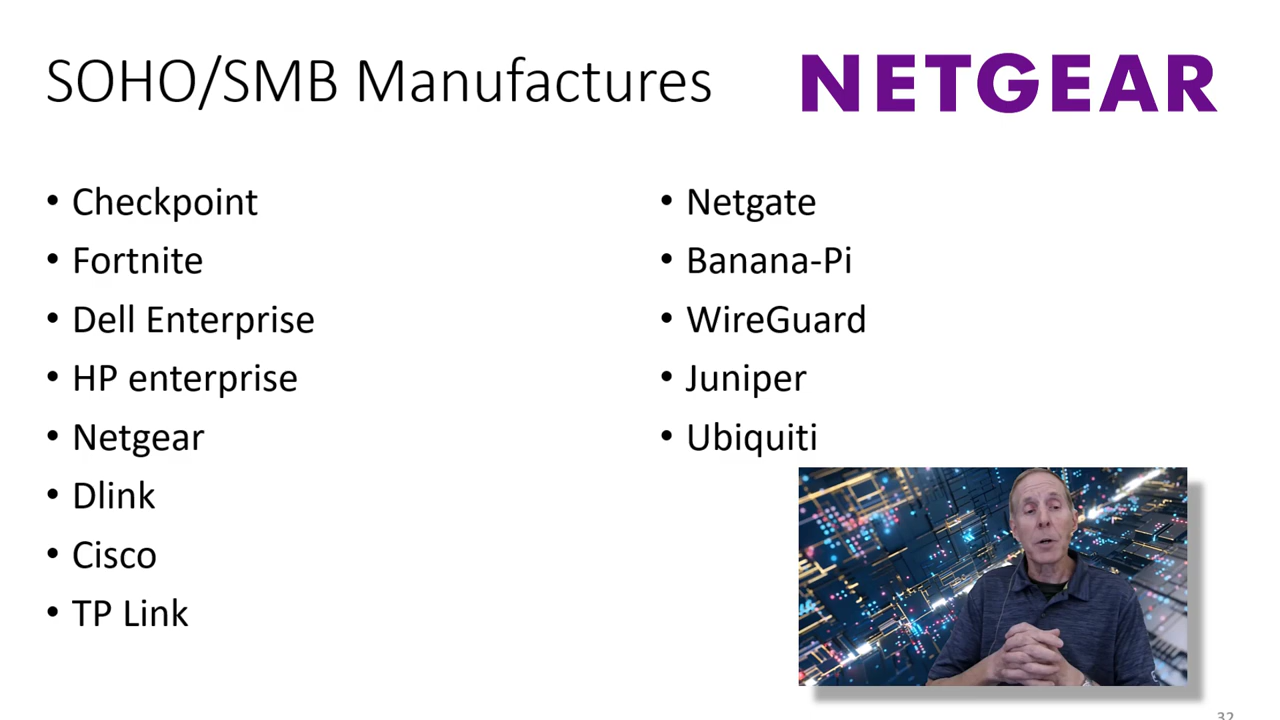 SOHO/SMB Manufactures
NETGEAR
• Checkpoint
• Fortnite
• Dell Enterprise
• HP enterprise
• Netgear
• Dlink
• Cisco
• TP Link
• Netgate
• Banana-Pi
• WireGuard
• Juniper
• Ubiquiti
32